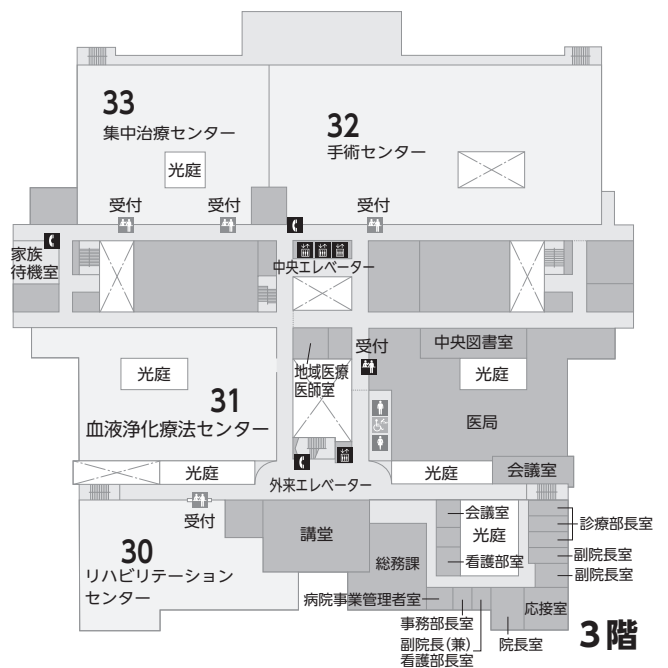 33
集中治療センター
32
手術センター
光庭
受付
受付
受付
家族
待機室
中央エレベーター
受付
中央図書室
光庭
地域医療
医師室
光庭
31
血液浄化療法センター
医局
光庭
光庭
会議室
外来エレベーター
受付
講堂
会議室
光庭
診療部長室
30
リハビリテーション
センター
総務課
看護部室
副院長室
副院長室
病院事業管理者室
応接室
事務部長室
院長室
副院長(兼)
看護部長室
3階